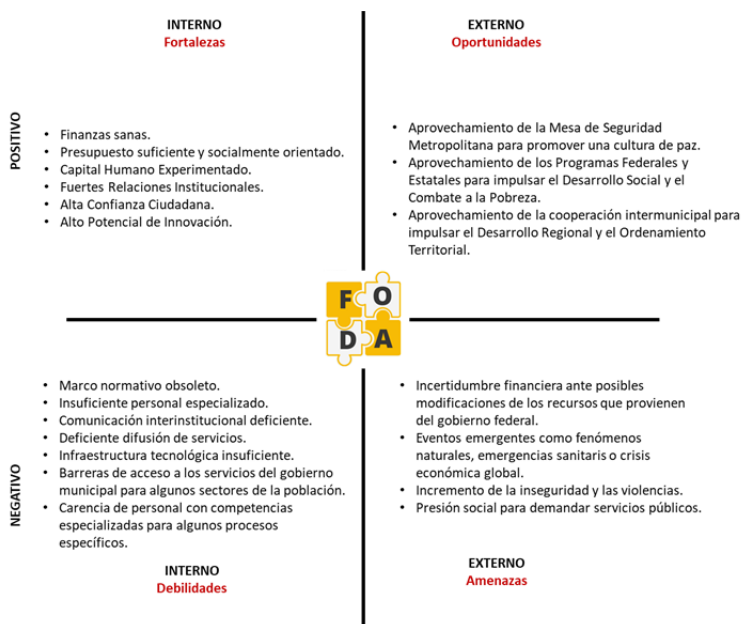 INTERNO
Fortalezas
EXTERNO
Oportunidades
POSITIVO
• Finanzas sanas.
• Presupuesto suficiente y socialmente orientado.
• Capital Humano Experimentado.
• Fuertes Relaciones Institucionales.
• Alta Confianza Ciudadana.
• Alto Potencial de Innovación.
• Aprovechamiento de la Mesa de Seguridad
Metropolitana para promover una cultura de paz.
• Aprovechamiento de los Programas Federales y
Estatales para impulsar el Desarrollo Social y el
Combate a la Pobreza.
• Aprovechamiento de la cooperación intermunicipal para
impulsar el Desarrollo Regional y el Ordenamiento
Territorial.
F O
D A
NEGATIVO
• Marco normativo obsoleto.
• Insuficiente personal especializado.
• Comunicación interinstitucional deficiente.
• Deficiente difusión de servicios.
• Infraestructura tecnológica insuficiente.
• Barreras de acceso a los servicios del gobierno
municipal para algunos sectores de la población.
• Carencia de personal con competencias
especializadas para algunos procesos
específicos.
• Incertidumbre financiera ante posibles
modificaciones de los recursos que provienen
del gobierno federal.
• Eventos emergentes como fenómenos
naturales, emergencias sanitaris o crisis
económica global.
• Incremento de la inseguridad y las violencias.
• Presión social para demandar servicios públicos.
INTERNO
Debilidades
EXTERNO
Amenazas